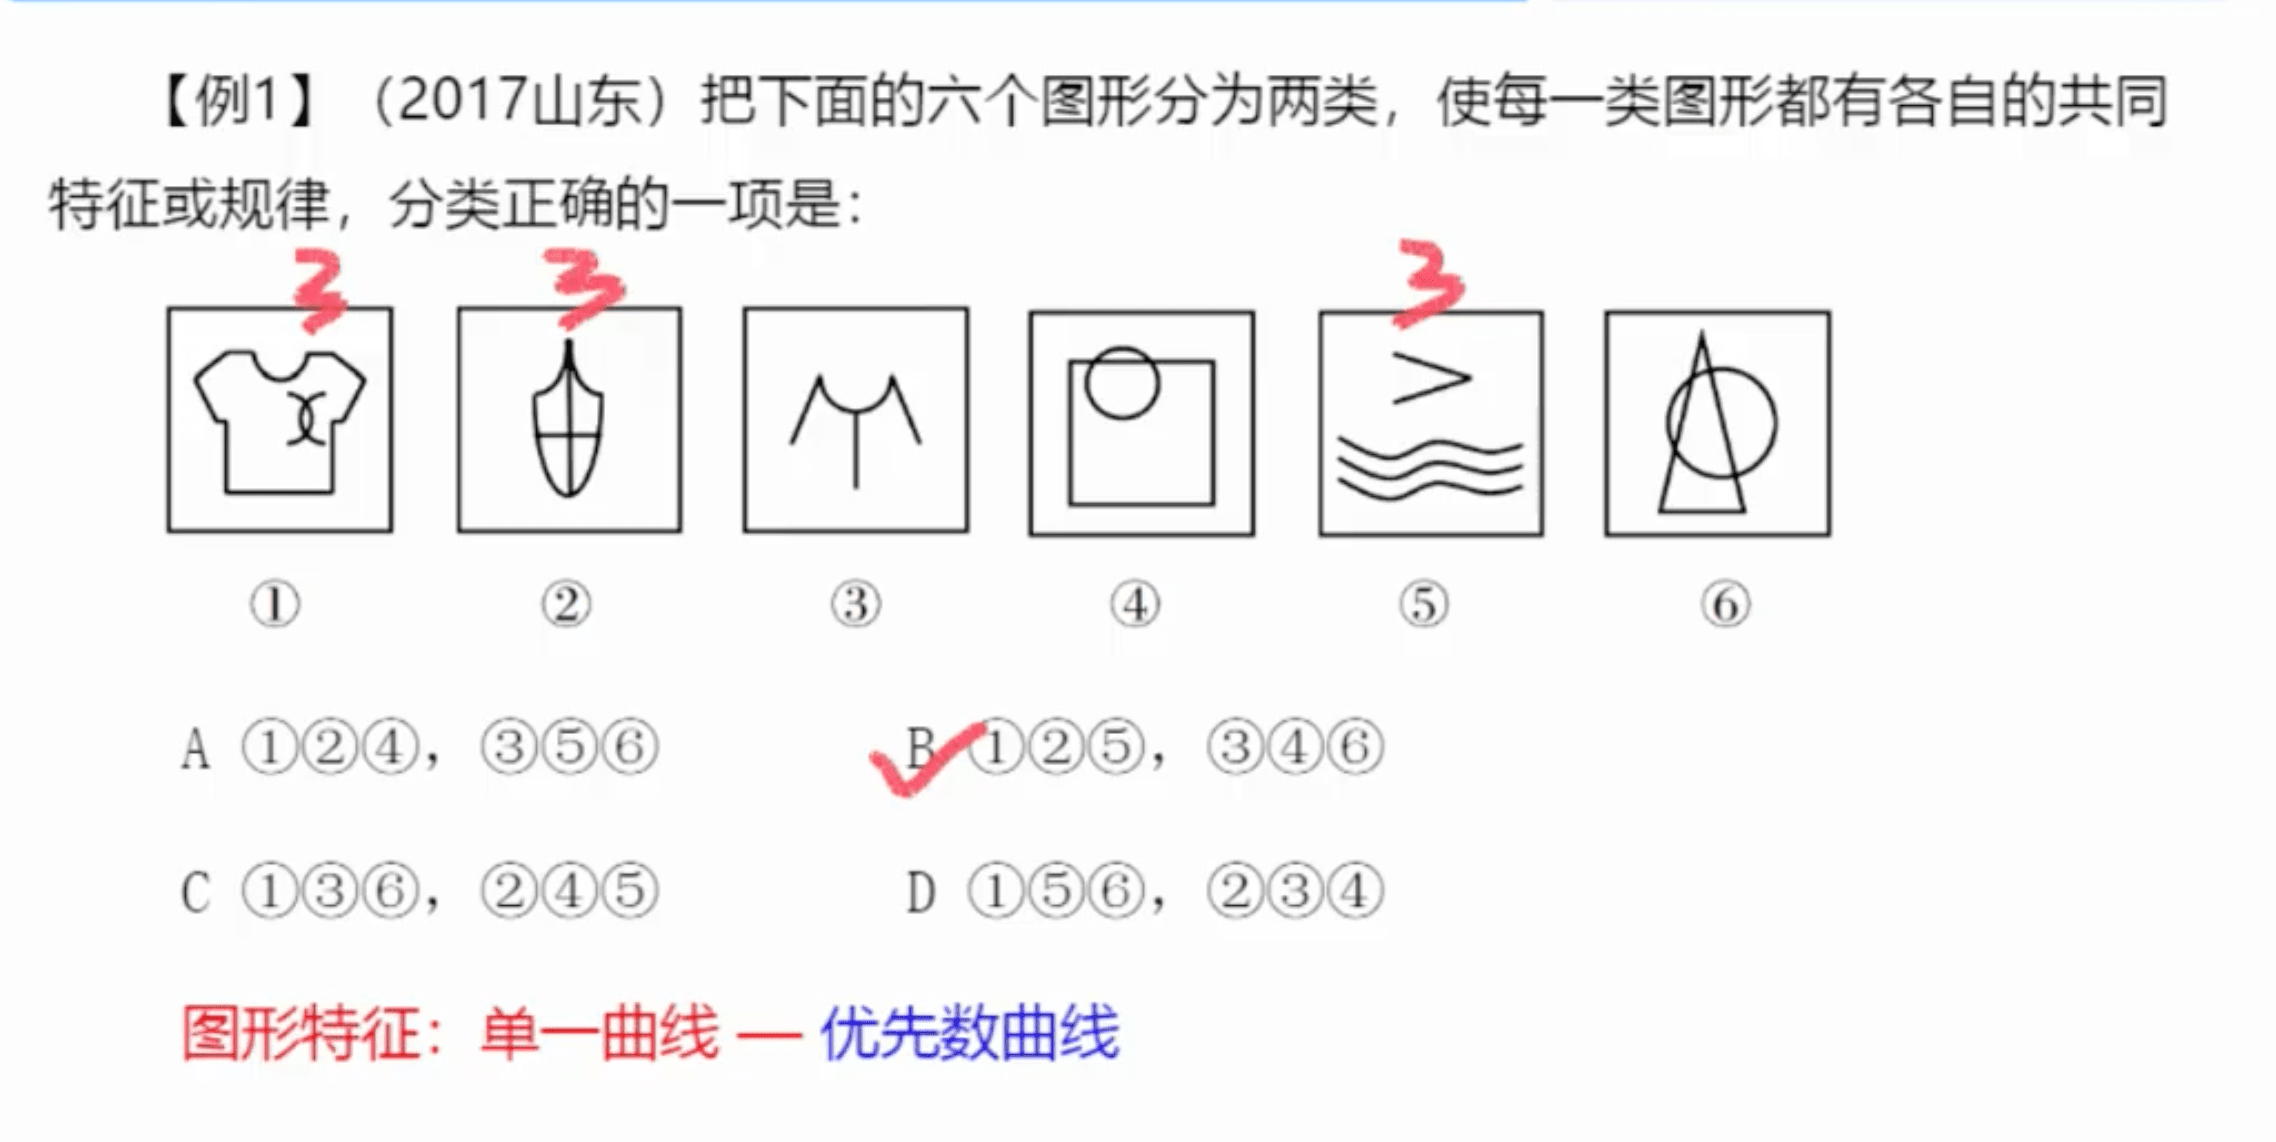 【例1】（2017山东）把下面的六个图形分为两类，使每一类图形都有各自的共同
特征或规律，分类正确的一项是：
3 3 3
① ② ③ ④ ⑤ ⑥
A ①②④，③⑤⑥ B ①②⑤，③④⑥
C ①③⑥，②④⑤ D ①⑤⑥，②③④
图形特征：单一曲线 — 优先数曲线